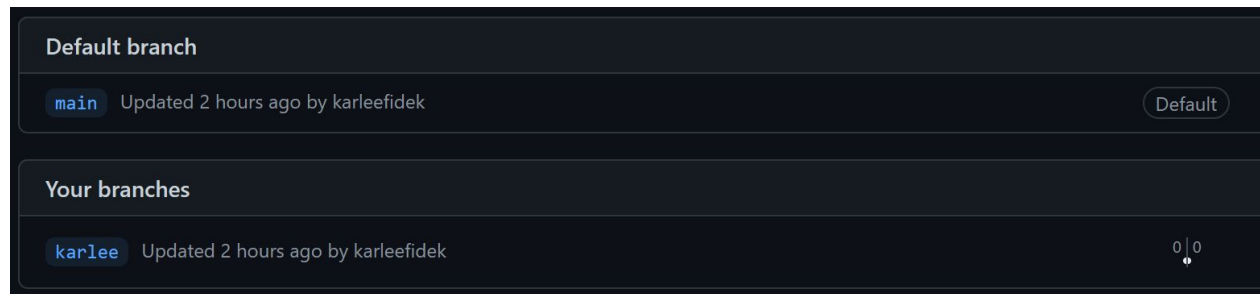 Default branch
main Updated 2 hours ago by karleefidek Default
Your branches
karlee Updated 2 hours ago by karleefidek 0 0